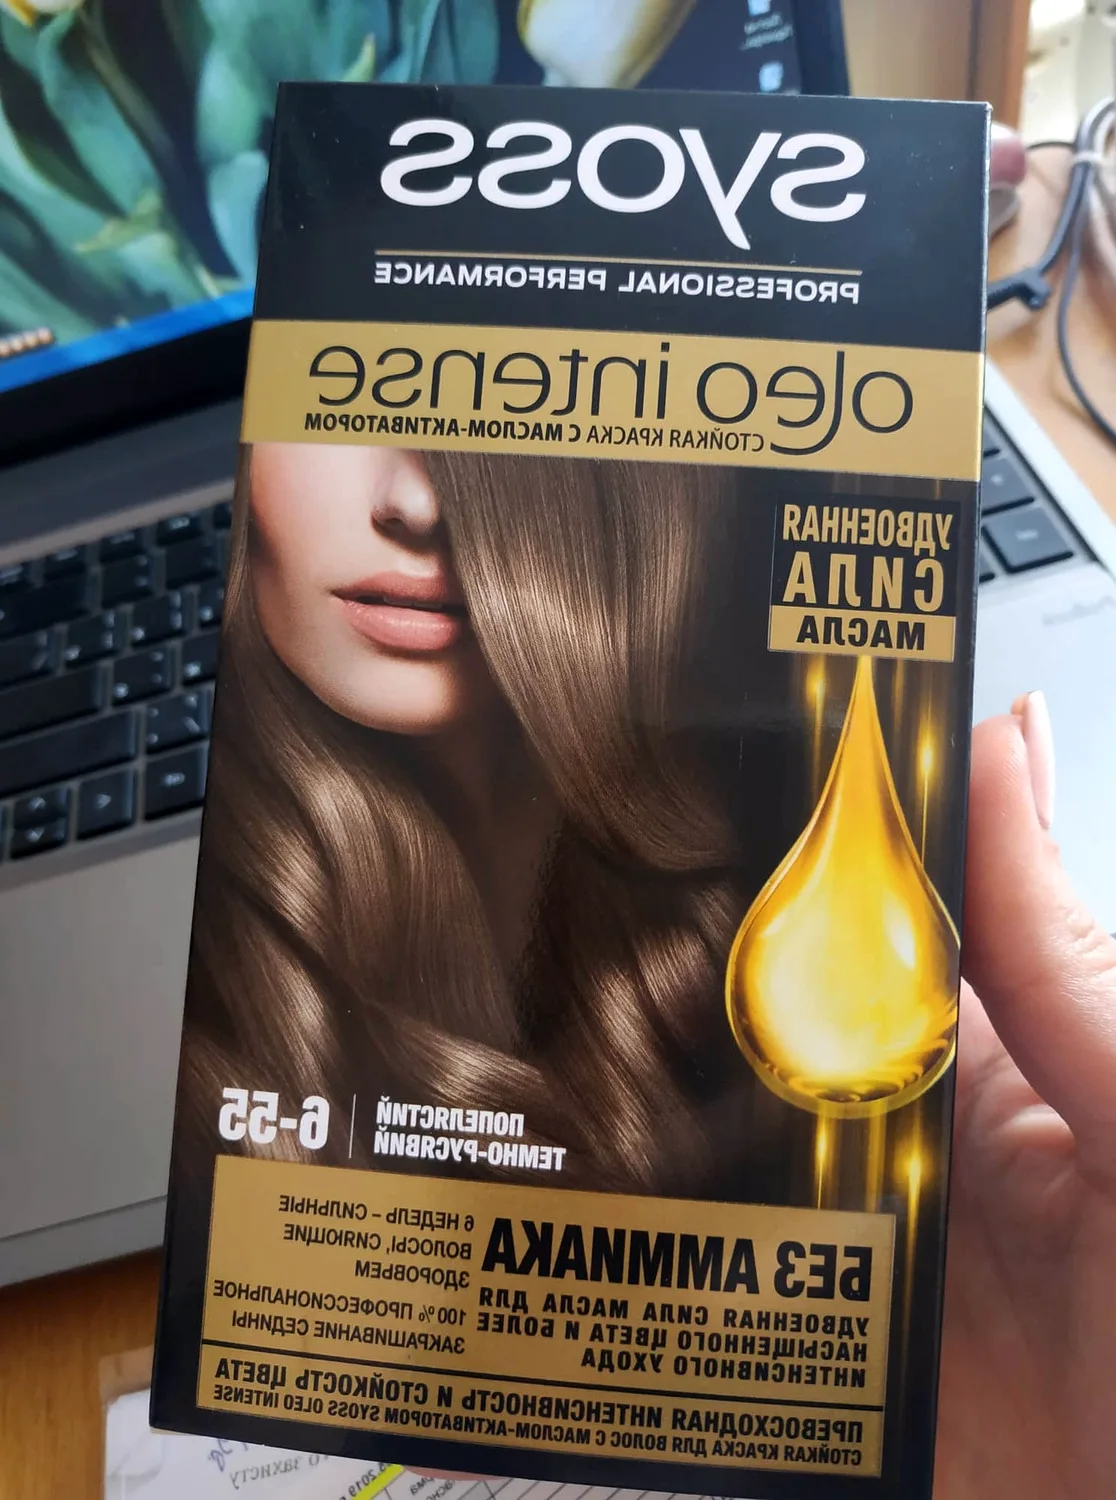 syoss
PROFESSIONAL PERFORMANCE
oleo intense
СТОЙКАЯ КРАСКА С МАСЛОМ-АКТИВАТОРОМ
УДВОЕННАЯ
СИЛА
МАСЛА
6-55
ПОПЕЛЯСТИЙ
ТЕМНО-РУСЯВИЙ
БЕЗ АММИАКА
УДВОЕННАЯ СИЛА МАСЛА ДЛЯ
НАСЫЩЕННОГО ЦВЕТА И БОЛЕЕ
ИНТЕНСИВНОГО УХОДА
6 НЕДЕЛЬ – СИЛЬНЫЕ
ВОЛОСЫ, СИЯЮЩИЕ
ЗДОРОВЬЕМ
100% ПРОФЕССИОНАЛЬНОЕ
ЗАКРАШИВАНИЕ СЕДИНЫ
ПРЕВОСХОДНАЯ ИНТЕНСИВНОСТЬ И СТОЙКОСТЬ ЦВЕТА
СТОЙКАЯ КРАСКА ДЛЯ ВОЛОС С МАСЛОМ-АКТИВАТОРОМ SYOSS OLEO INTENSE
захисту
2019